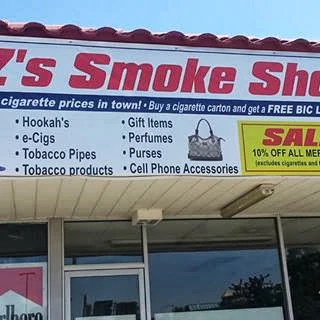 Z's Smoke Sho
cigarette prices in town! • Buy a cigarette carton and get a FREE BIC L
• Hookah's
• e-Cigs
• Tobacco Pipes
• Tobacco products
• Gift Items
• Perfumes
• Purses
• Cell Phone Accessories
SAL
10% OFF ALL MER
(excludes cigarettes and
arlboro